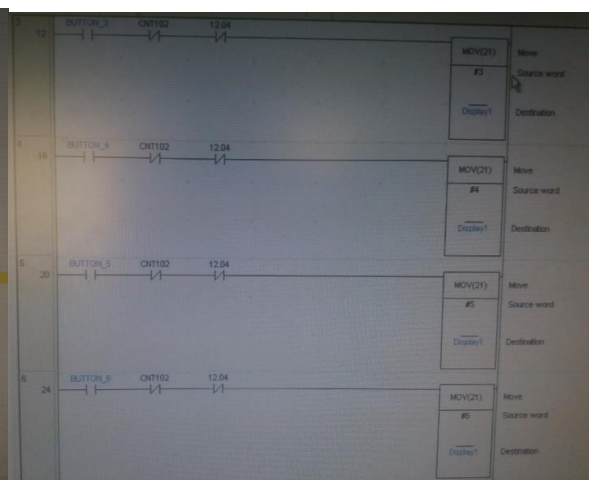 3
BUTTON_3 CNT102 12.04
12
MOV(21) Move
#3 Source word
Display1 Destination
4
BUTTON_4 CNT102 12.04
16
MOV(21) Move
#4 Source word
Display1 Destination
5
BUTTON_5 CNT102 12.04
20
MOV(21) Move
#5 Source word
Display1 Destination
6
BUTTON_6 CNT102 12.04
24
MOV(21) Move
#6 Source word
Display1 Destination